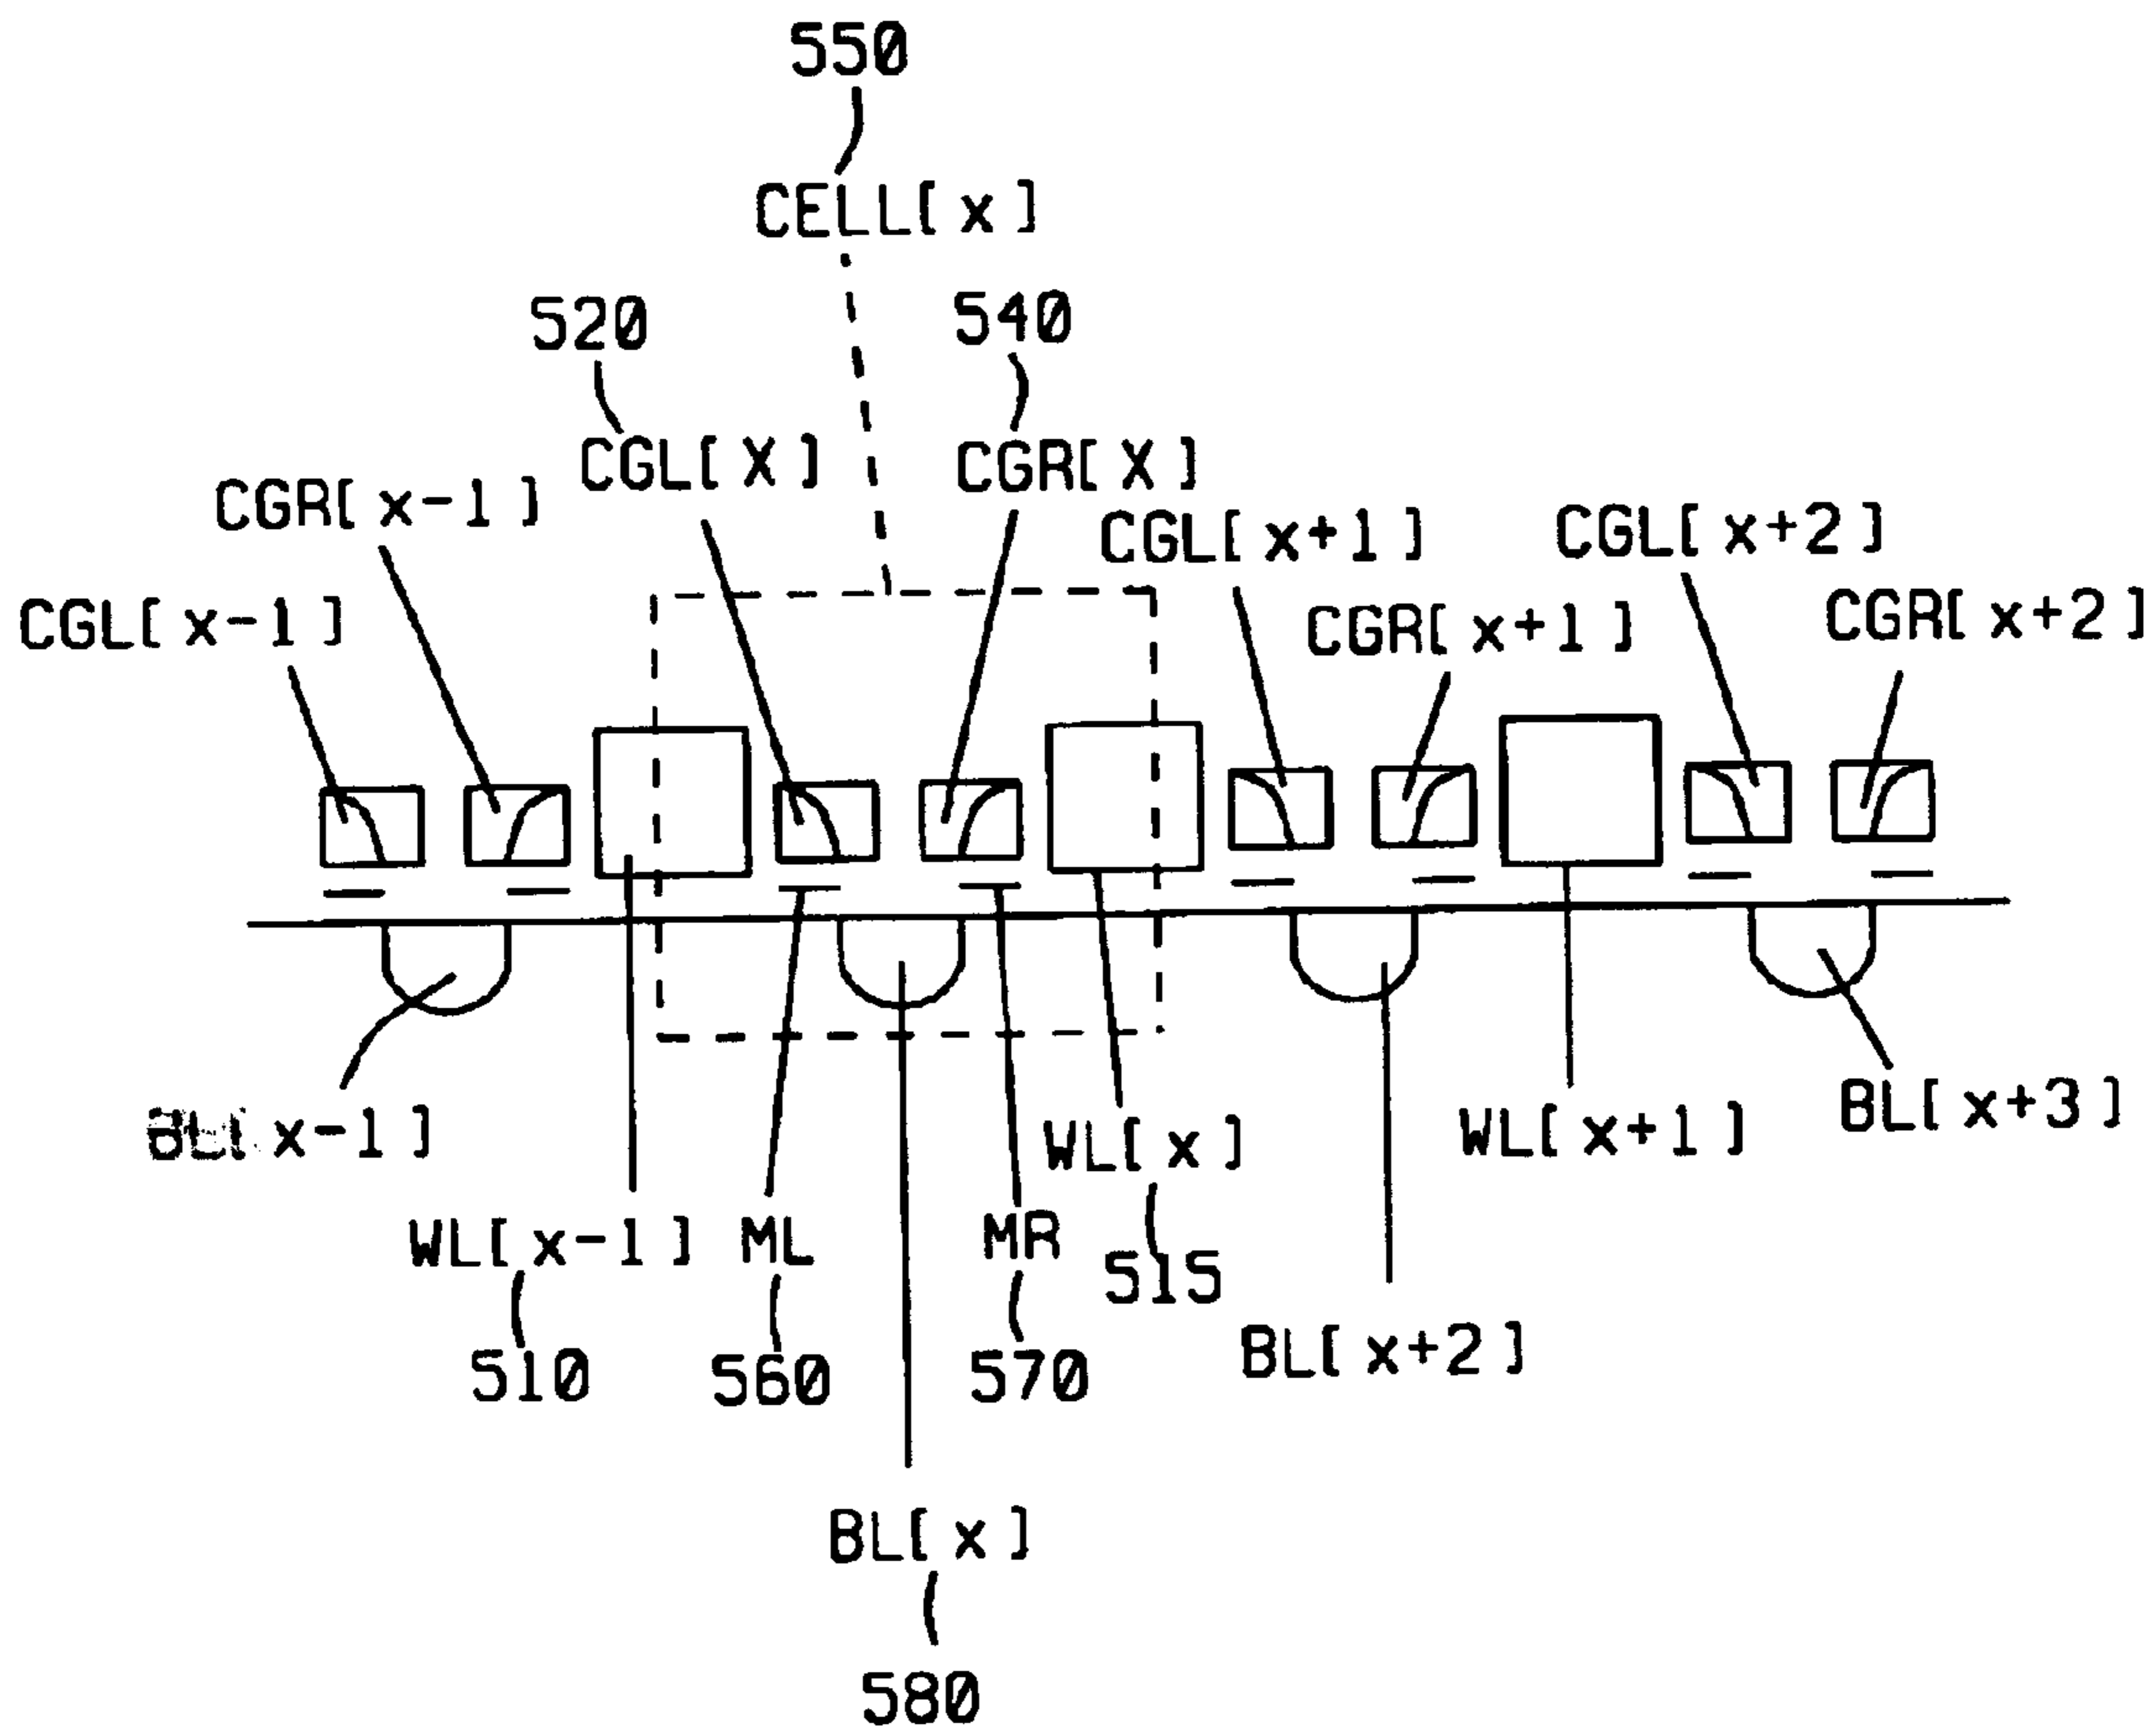 550
CELL[ x ]
520
540
CGL[ X ]
CGR[ X ]
CGR[ x-1 ]
CGL[ x+1 ]
CGL[ x+2 ]
CGL[ x-1 ]
CGR[ x+1 ]
CGR[ x+2 ]
x-1 ]
WL[ x ]
WL[ x+1 ]
BL[ x+3 ]
WL[ x-1 ]
ML
MR
515
510
560
570
BL[ x+2 ]
BL[ x ]
580